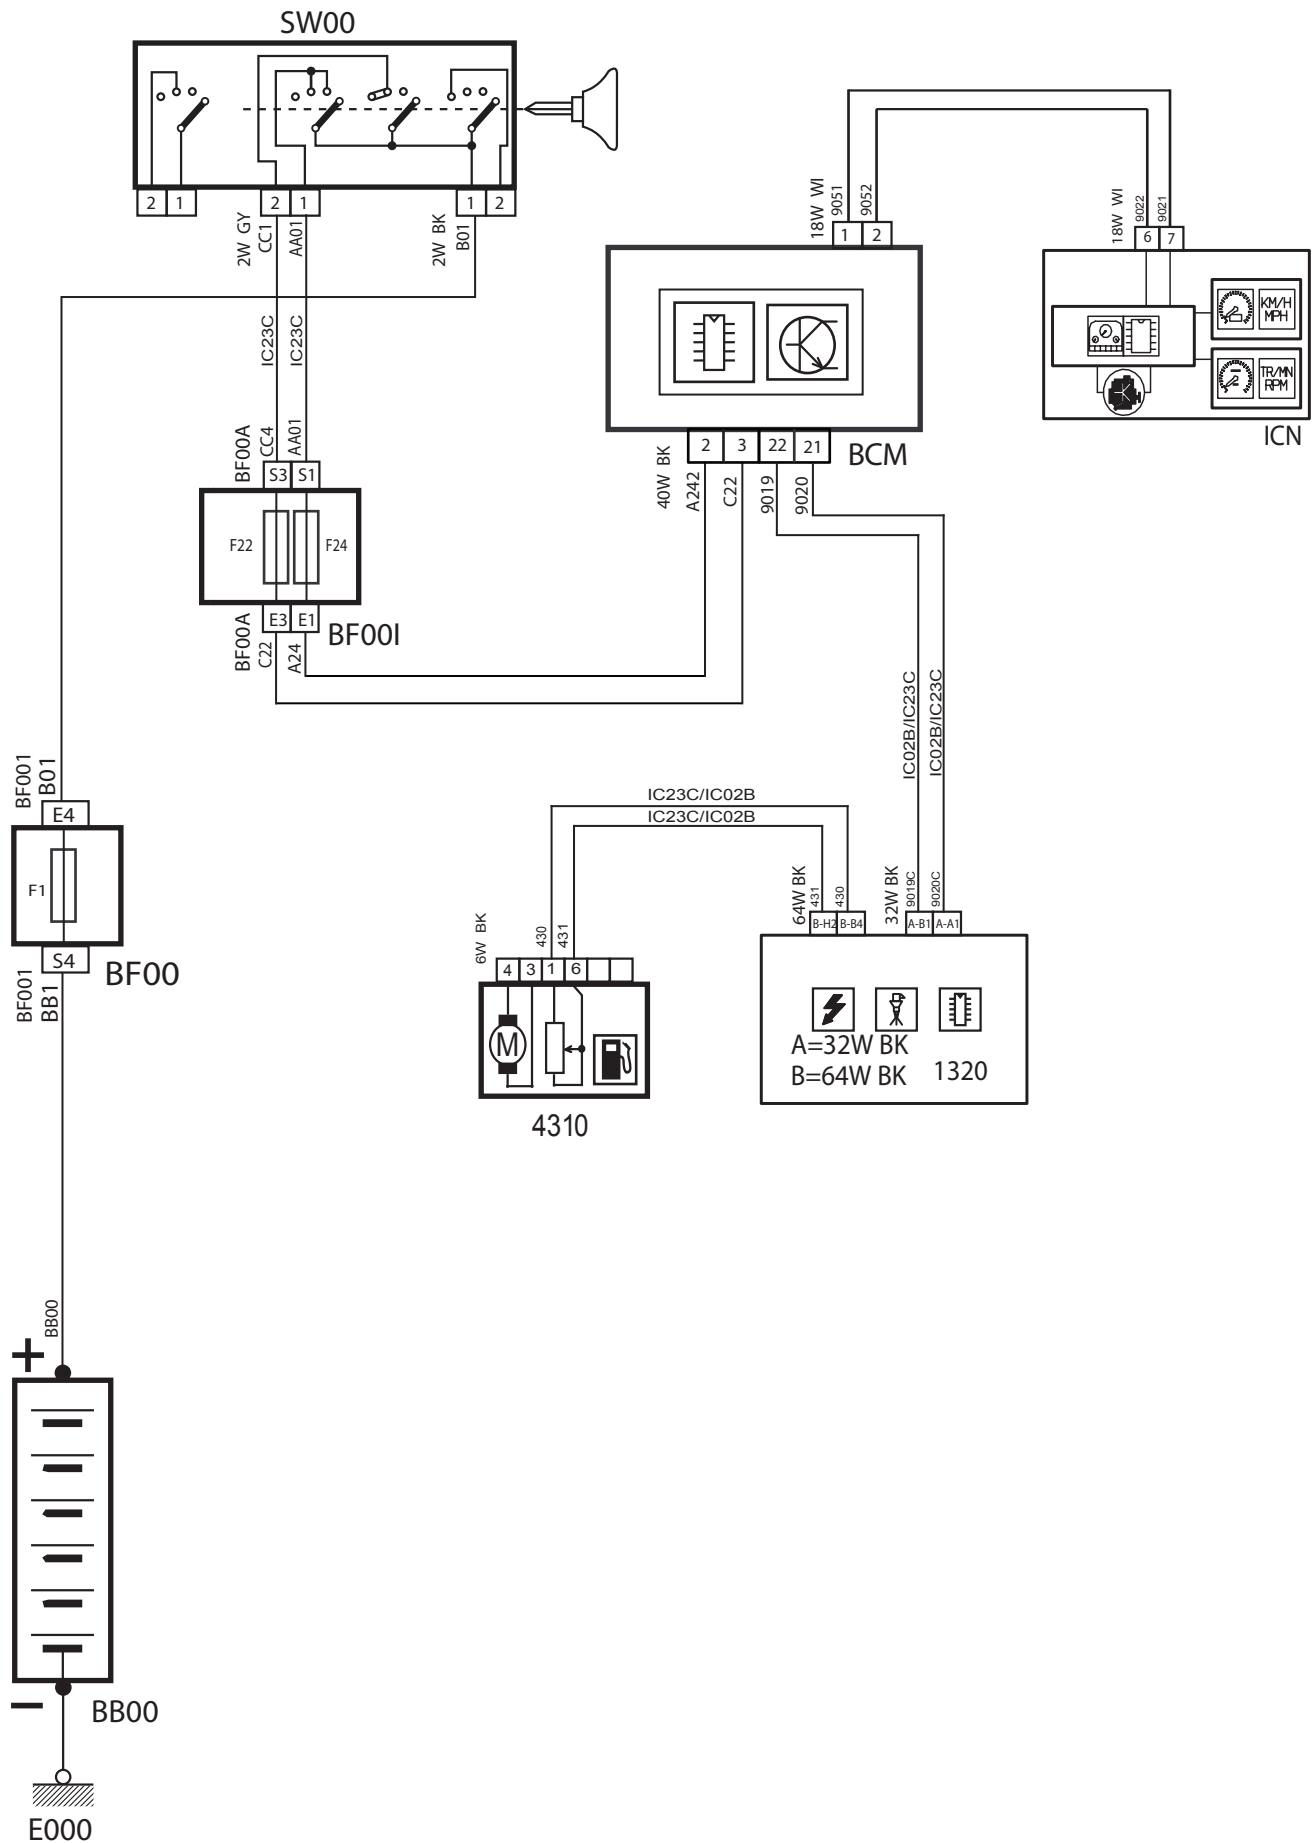 SW00
2 1
2 1
1 2
2W GY
CC1
AA01
2W BK
B01
IC23C
IC23C
BF00A
CC4
AA01
S3 S1
F22
F24
E3 E1
BF00A
C22
A24
BF00I
18W WI
9051
9052
1 2
BCM
2 3 22 21
40W BK
A242
C22
9019
9020
18W WI
9022
9021
6 7
KM/H
MPH
TR/MN
RPM
ICN
IC02B/IC23C
IC02B/IC23C
BF001
B01
E4
F1
S4
BF00
BF001
BB1
IC23C/IC02B
IC23C/IC02B
6W BK
430
431
4 3 1 6
M
4310
64W BK
431
430
32W BK
9019C
9020C
B-H2 B-B4 A-B1 A-A1
A=32W BK
B=64W BK
1320
BB00
+
−
BB00
E000